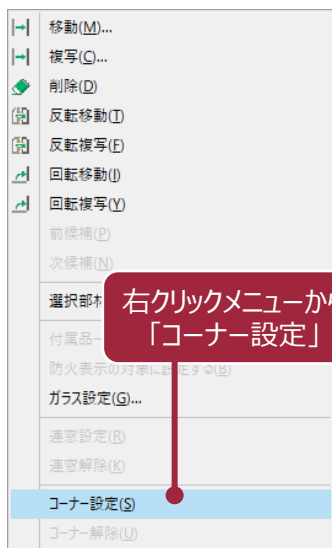 移動(M)...
複写(C)...
削除(D)
反転移動(T)
反転複写(F)
回転移動(I)
回転複写(Y)
前候補(P)
次候補(N)
選択部材
右クリックメニューから
「コーナー設定」
付属品
防火表示の対象に設定する(B)
ガラス設定(G)...
連窓設定(R)
連窓解除(K)
コーナー設定(S)
コーナー解除(U)